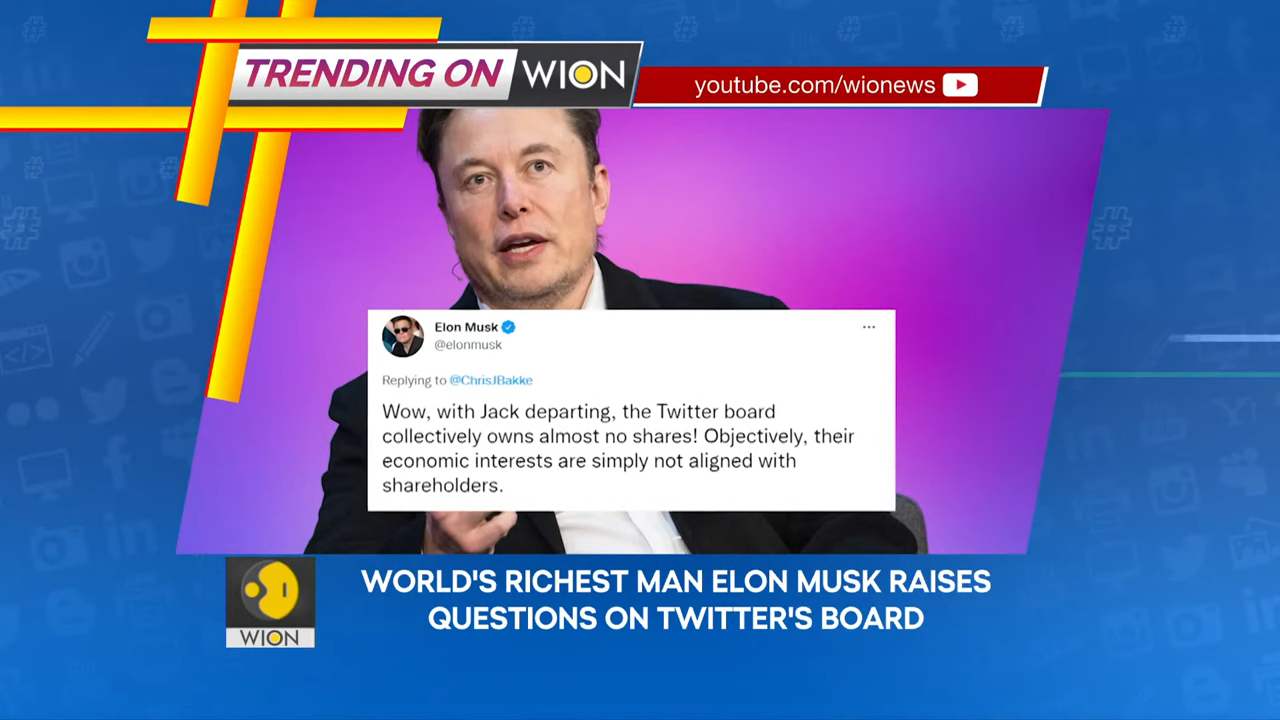 TRENDING ON WION
youtube.com/wionews
Elon Musk
@elonmusk
Replying to @ChrisJBakke
Wow, with Jack departing, the Twitter board
collectively owns almost no shares! Objectively, their
economic interests are simply not aligned with
shareholders.
WORLD'S RICHEST MAN ELON MUSK RAISES
QUESTIONS ON TWITTER'S BOARD
WION